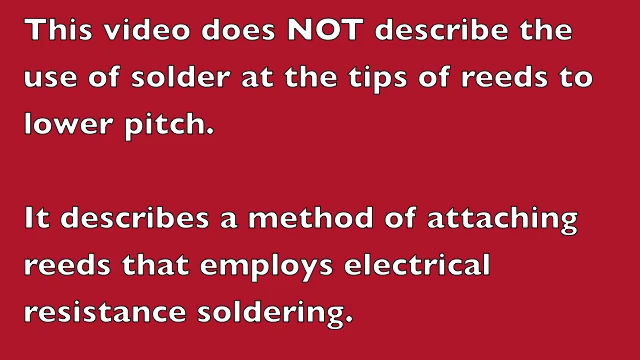 This video does NOT describe the
use of solder at the tips of reeds to
lower pitch.
It describes a method of attaching
reeds that employs electrical
resistance soldering.